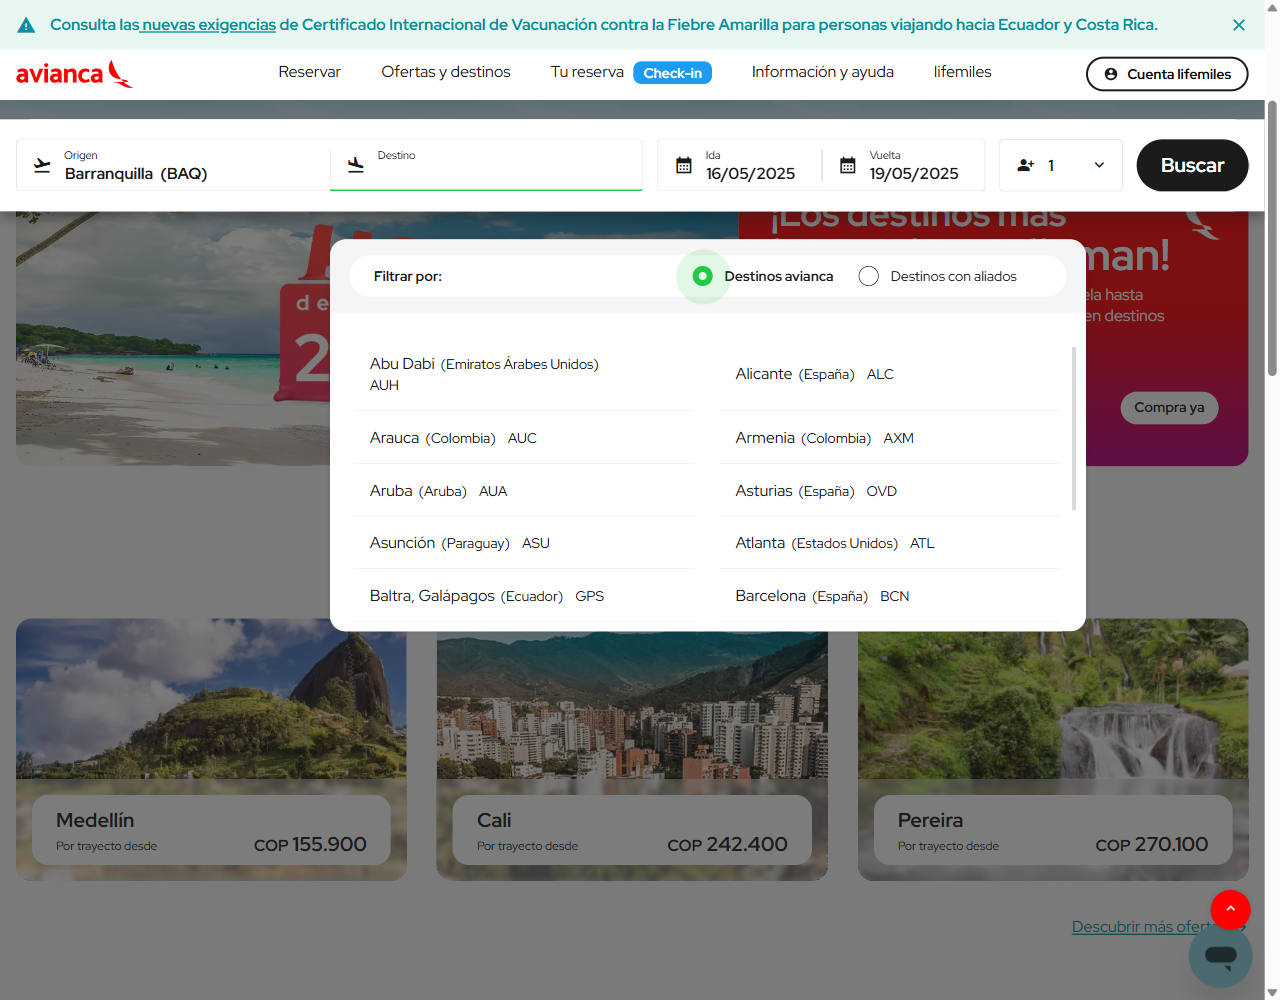 Consulta las nuevas exigencias de Certificado Internacional de Vacunación contra la Fiebre Amarilla para personas viajando hacia Ecuador y Costa Rica.
avianca
Reservar
Ofertas y destinos
Tu reserva
Check-in
Información y ayuda
lifemiles
Cuenta lifemiles
Origen
Barranquilla (BAQ)
Destino
Ida
16/05/2025
Vuelta
19/05/2025
1
Buscar
¡Los destinos más
man!
ela hasta
en destinos
Compra ya
d e
2
Filtrar por:
Destinos avianca
Destinos con aliados
Abu Dabi (Emiratos Árabes Unidos)
AUH
Alicante (España) ALC
Arauca (Colombia) AUC
Armenia (Colombia) AXM
Aruba (Aruba) AUA
Asturias (España) OVD
Asunción (Paraguay) ASU
Atlanta (Estados Unidos) ATL
Baltra, Galápagos (Ecuador) GPS
Barcelona (España) BCN
Medellín
Por trayecto desde
COP 155.900
Cali
Por trayecto desde
COP 242.400
Pereira
Por trayecto desde
COP 270.100
Descubrir más ofert